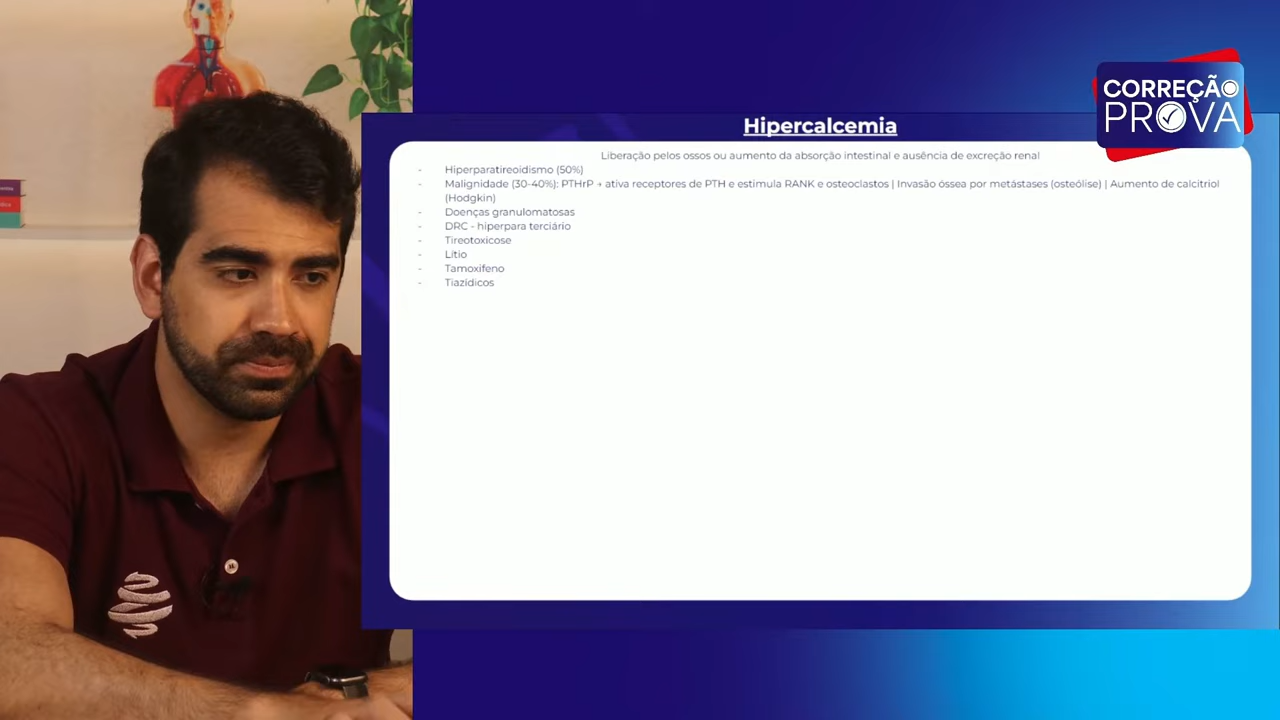 CORREÇÃO
PROVA
Hipercalcemia
Liberação pelos ossos ou aumento da absorção intestinal e ausência de excreção renal
- Hiperparatireoidismo (50%)
- Malignidade (30-40%): PTHrP → ativa receptores de PTH e estimula RANK e osteoclastos | Invasão óssea por metástases (osteólise) | Aumento de calcitriol
(Hodgkin)
- Doenças granulomatosas
- DRC - hiperpara terciário
- Tireotoxicose
- Lítio
- Tamoxifeno
- Tiazídicos